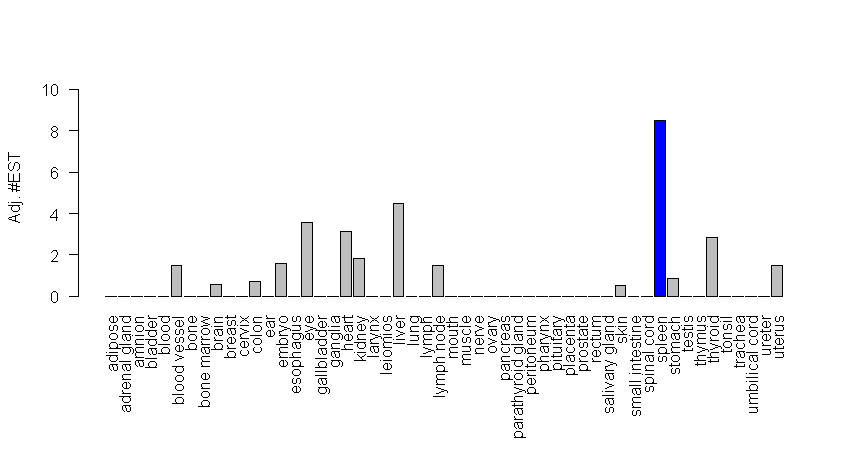 Adj. #EST
10
8
6
4
2
0
adipose
adrenal gland
amnion
bladder
blood
blood vessel
bone
bone marrow
brain
breast
cervix
colon
ear
embryo
esophagus
eye
gallbladder
ganglia
heart
kidney
larynx
leiomios
liver
lung
lymph
lymph node
mouth
muscle
nerve
ovary
pancreas
parathyroid gland
peritoneum
pharynx
pituitary
placenta
prostate
rectum
salivary gland
skin
small intestine
spinal cord
spleen
stomach
testis
thymus
thyroid
tonsil
trachea
umbilical cord
ureter
uterus